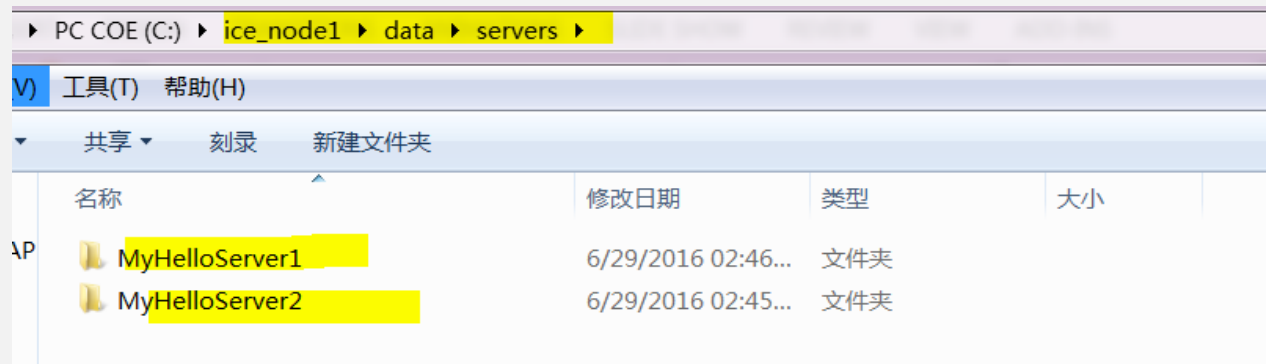 PC COE (C:) ice_node1 data servers
V) 工具(T) 帮助(H)
共享 刻录 新建文件夹
名称 修改日期 类型 大小
AP
MyHelloServer1 6/29/2016 02:46... 文件夹
MyHelloServer2 6/29/2016 02:45... 文件夹